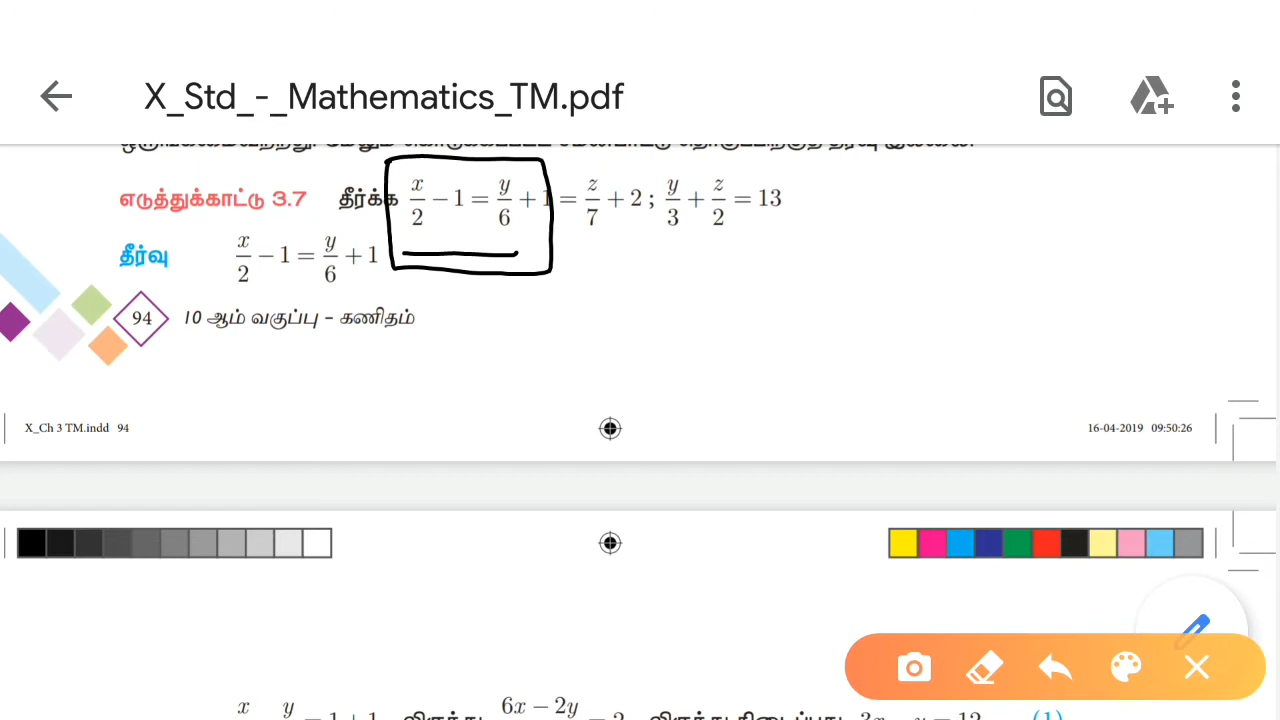 X_Std_-_Mathematics_TM.pdf
எடுத்துக்காட்டு 3.7 தீர்க்க x/2 − 1 = y/6 + 1 = z/7 + 2 ; y/3 + z/2 = 13
தீர்வு x/2 − 1 = y/6 + 1
94 10 ஆம் வகுப்பு – கணிதம்
X_Ch 3 TM.indd 94 16-04-2019 09:50:26